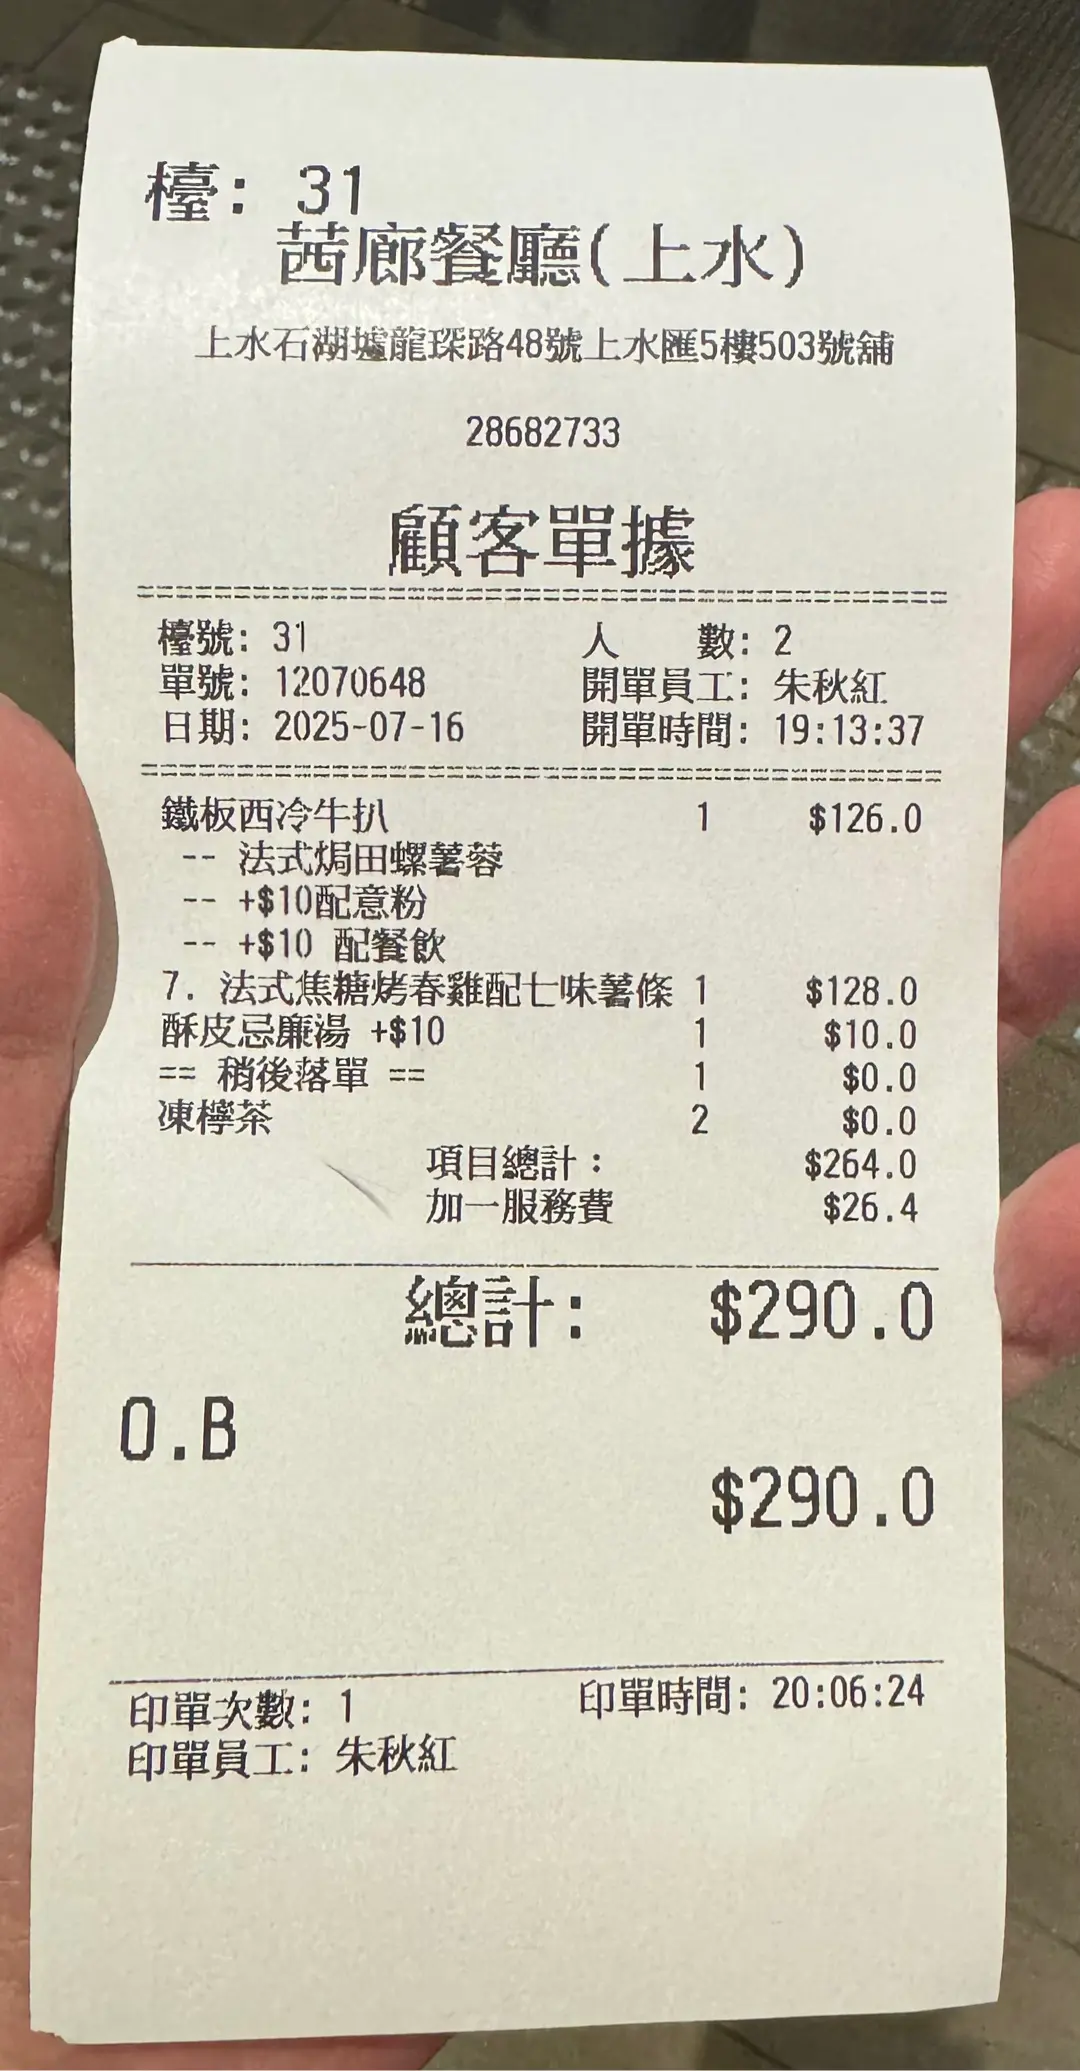 檯: 31
茜廊餐廳(上水)
上水石湖墟龍琛路48號上水匯5樓503號舖
28682733
顧客單據
檯號: 31 人 數: 2
單號: 12070648 開單員工: 朱秋紅
日期: 2025-07-16 開單時間: 19:13:37
鐵板西冷牛扒 1 $126.0
-- 法式焗田螺薯蓉
-- +$10配意粉
-- +$10 配餐飲
7. 法式焦糖烤春雞配七味薯條 1 $128.0
酥皮忌廉湯 +$10 1 $10.0
== 稍後落單 == 1 $0.0
凍檸茶 2 $0.0
項目總計: $264.0
加一服務費 $26.4
總計: $290.0
O.B
$290.0
印單次數: 1 印單時間: 20:06:24
印單員工: 朱秋紅